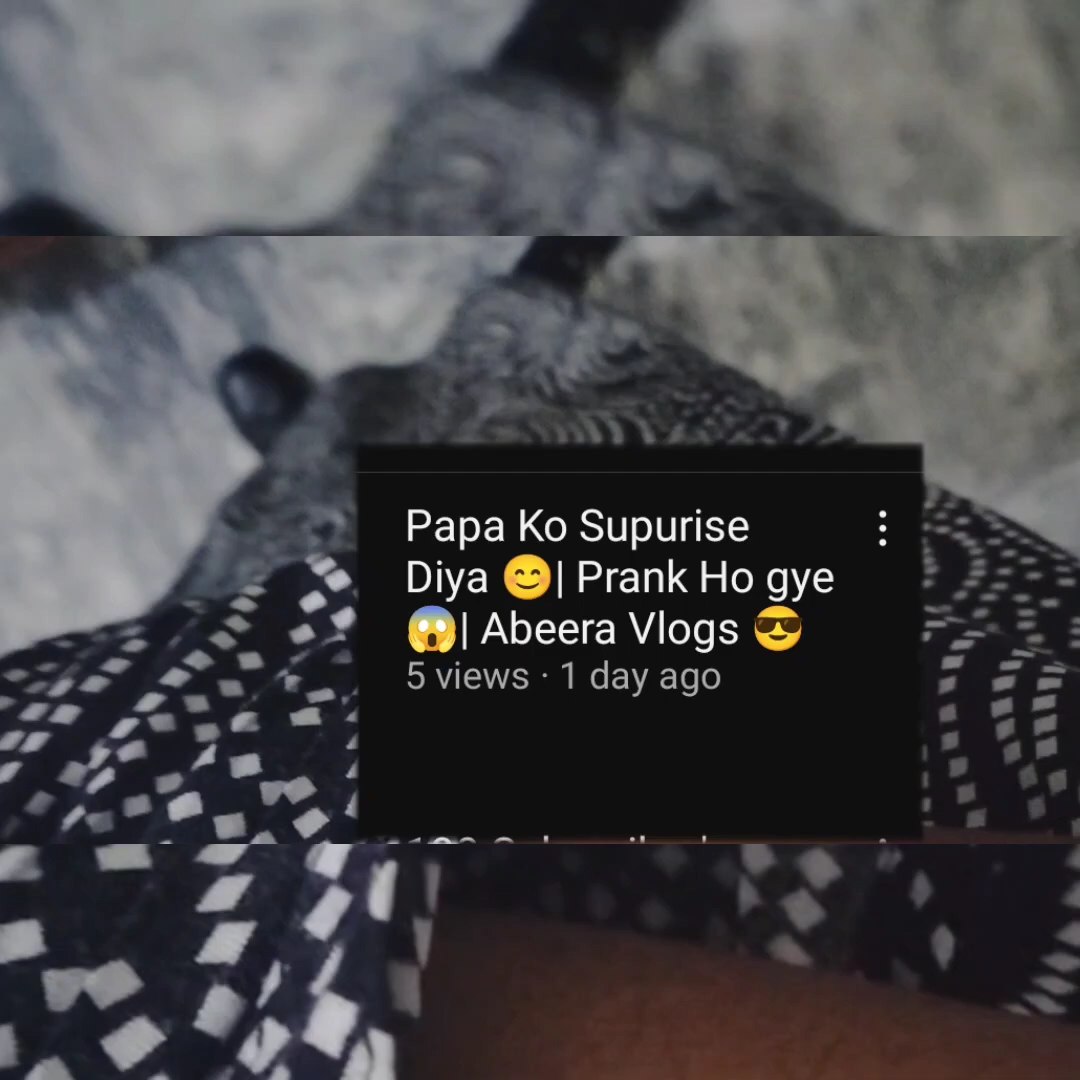 Papa Ko Supurise
Diya 😊| Prank Ho gye
😱| Abeera Vlogs 😎
5 views · 1 day ago